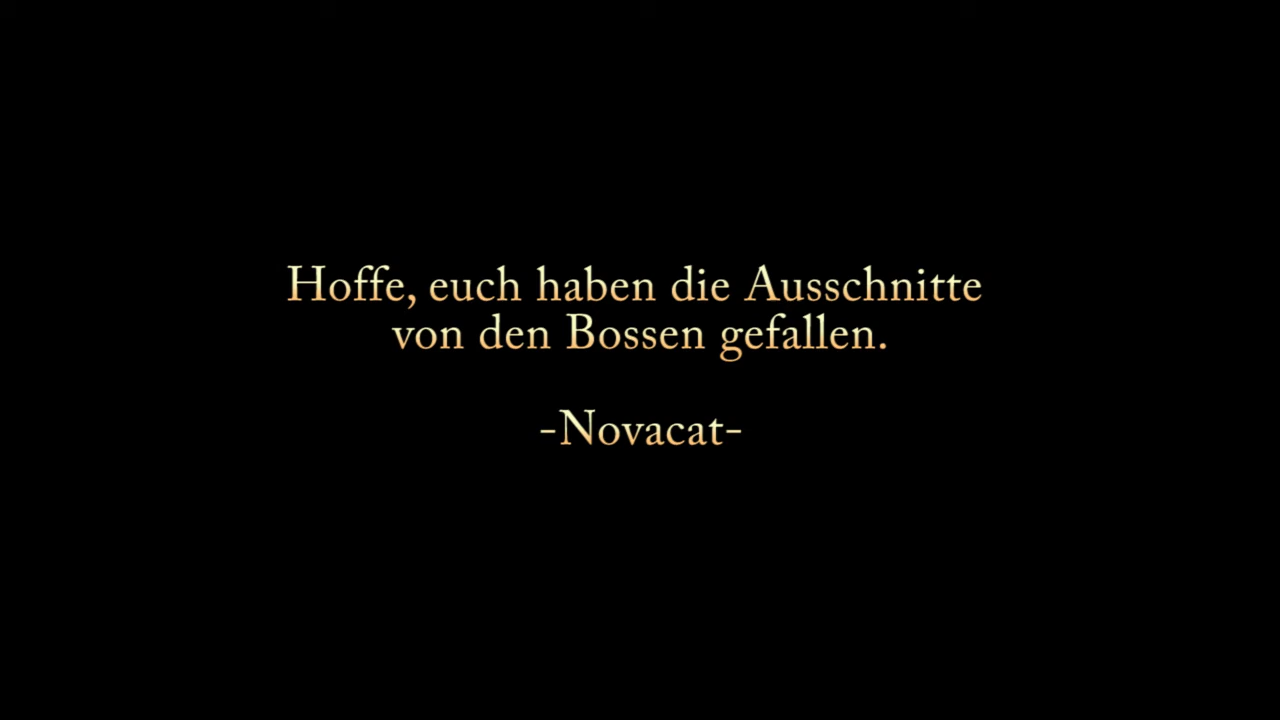 Hoffe, euch haben die Ausschnitte
von den Bossen gefallen.
-Novacat-